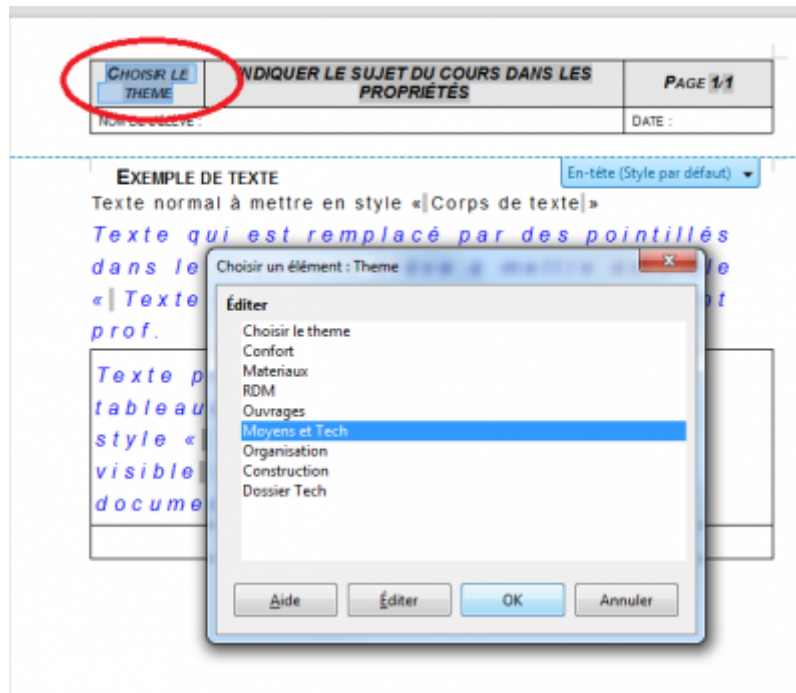 CHOISIR LE THEME
INDIQUER LE SUJET DU COURS DANS LES PROPRIÉTÉS
PAGE 1/1
DATE :
EXEMPLE DE TEXTE
En-tête (Style par défaut)
Texte normal à mettre en style « Corps de texte »
Texte qui est remplacé par des pointillés
dans le
« Texte
prof.
Choisir un élément : Theme
Éditer
Choisir le theme
Confort
Materiaux
RDM
Ouvrages
Moyens et Tech
Organisation
Construction
Dossier Tech
Texte
tableau
style «
visible
Aide
Éditer
OK
Annuler